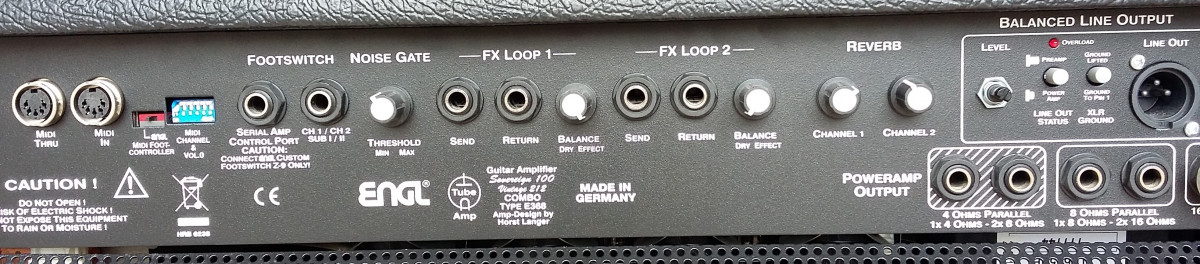 BALANCED LINE OUTPUT
FOOTSWITCH
NOISE GATE
FX LOOP 1
FX LOOP 2
REVERB
LEVEL
OVERLOAD
LINE OUT
PREAMP
POWER AMP
LINE OUT STATUS
GROUND LIFTED
GROUND TO PIN 1
XLR GROUND
MIDI THRU
MIDI IN
MIDI FOOT-
CONTROLLER
MIDI CHANNEL & VOL.0
SERIAL AMP
CONTROL PORT
CAUTION:
CONNECT ENGL CUSTOM
FOOTSWITCH Z-9 ONLY!
CH 1 / CH 2
SUB I / II
THRESHOLD
MIN MAX
SEND
RETURN
BALANCE
DRY EFFECT
SEND
RETURN
BALANCE
DRY EFFECT
CHANNEL 1
CHANNEL 2
CAUTION !
DO NOT OPEN !
RISK OF ELECTRIC SHOCK !
NOT EXPOSE THIS EQUIPMENT
TO RAIN OR MOISTURE !
CE
ENGL®
Tube
Amp
Guitar Amplifier
Sovereign 100
Vintage 212
COMBO
TYPE E368
Amp-Design by
Horst Langer
MADE IN
GERMANY
POWERAMP
OUTPUT
4 OHMS PARALLEL
1x 4 OHMS - 2x 8 OHMS
8 OHMS PARALLEL
1x 8 OHMS - 2x 16 OHMS